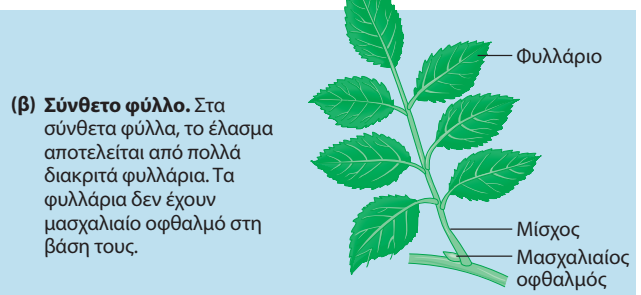 (β) Σύνθετο φύλλο. Στα
σύνθετα φύλλα, το έλασμα
αποτελείται από πολλά
διακριτά φυλλάρια. Τα
φυλλάρια δεν έχουν
μασχαλιαίο οφθαλμό στη
βάση τους.
Φυλλάριο
Μίσχος
Μασχαλιαίος
οφθαλμός